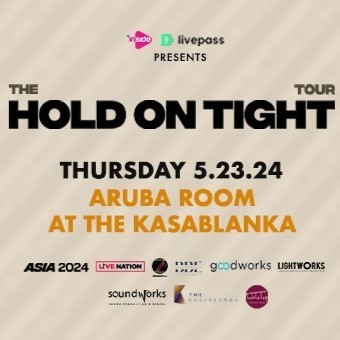 inside livepass
PRESENTS
THE TOUR
HOLD ON TIGHT
THURSDAY 5.23.24
ARUBA ROOM
AT THE KASABLANKA
ASIA 2024 LIVE NATION goodworks LIGHTWORKS
soundworks THE KASABLANKA